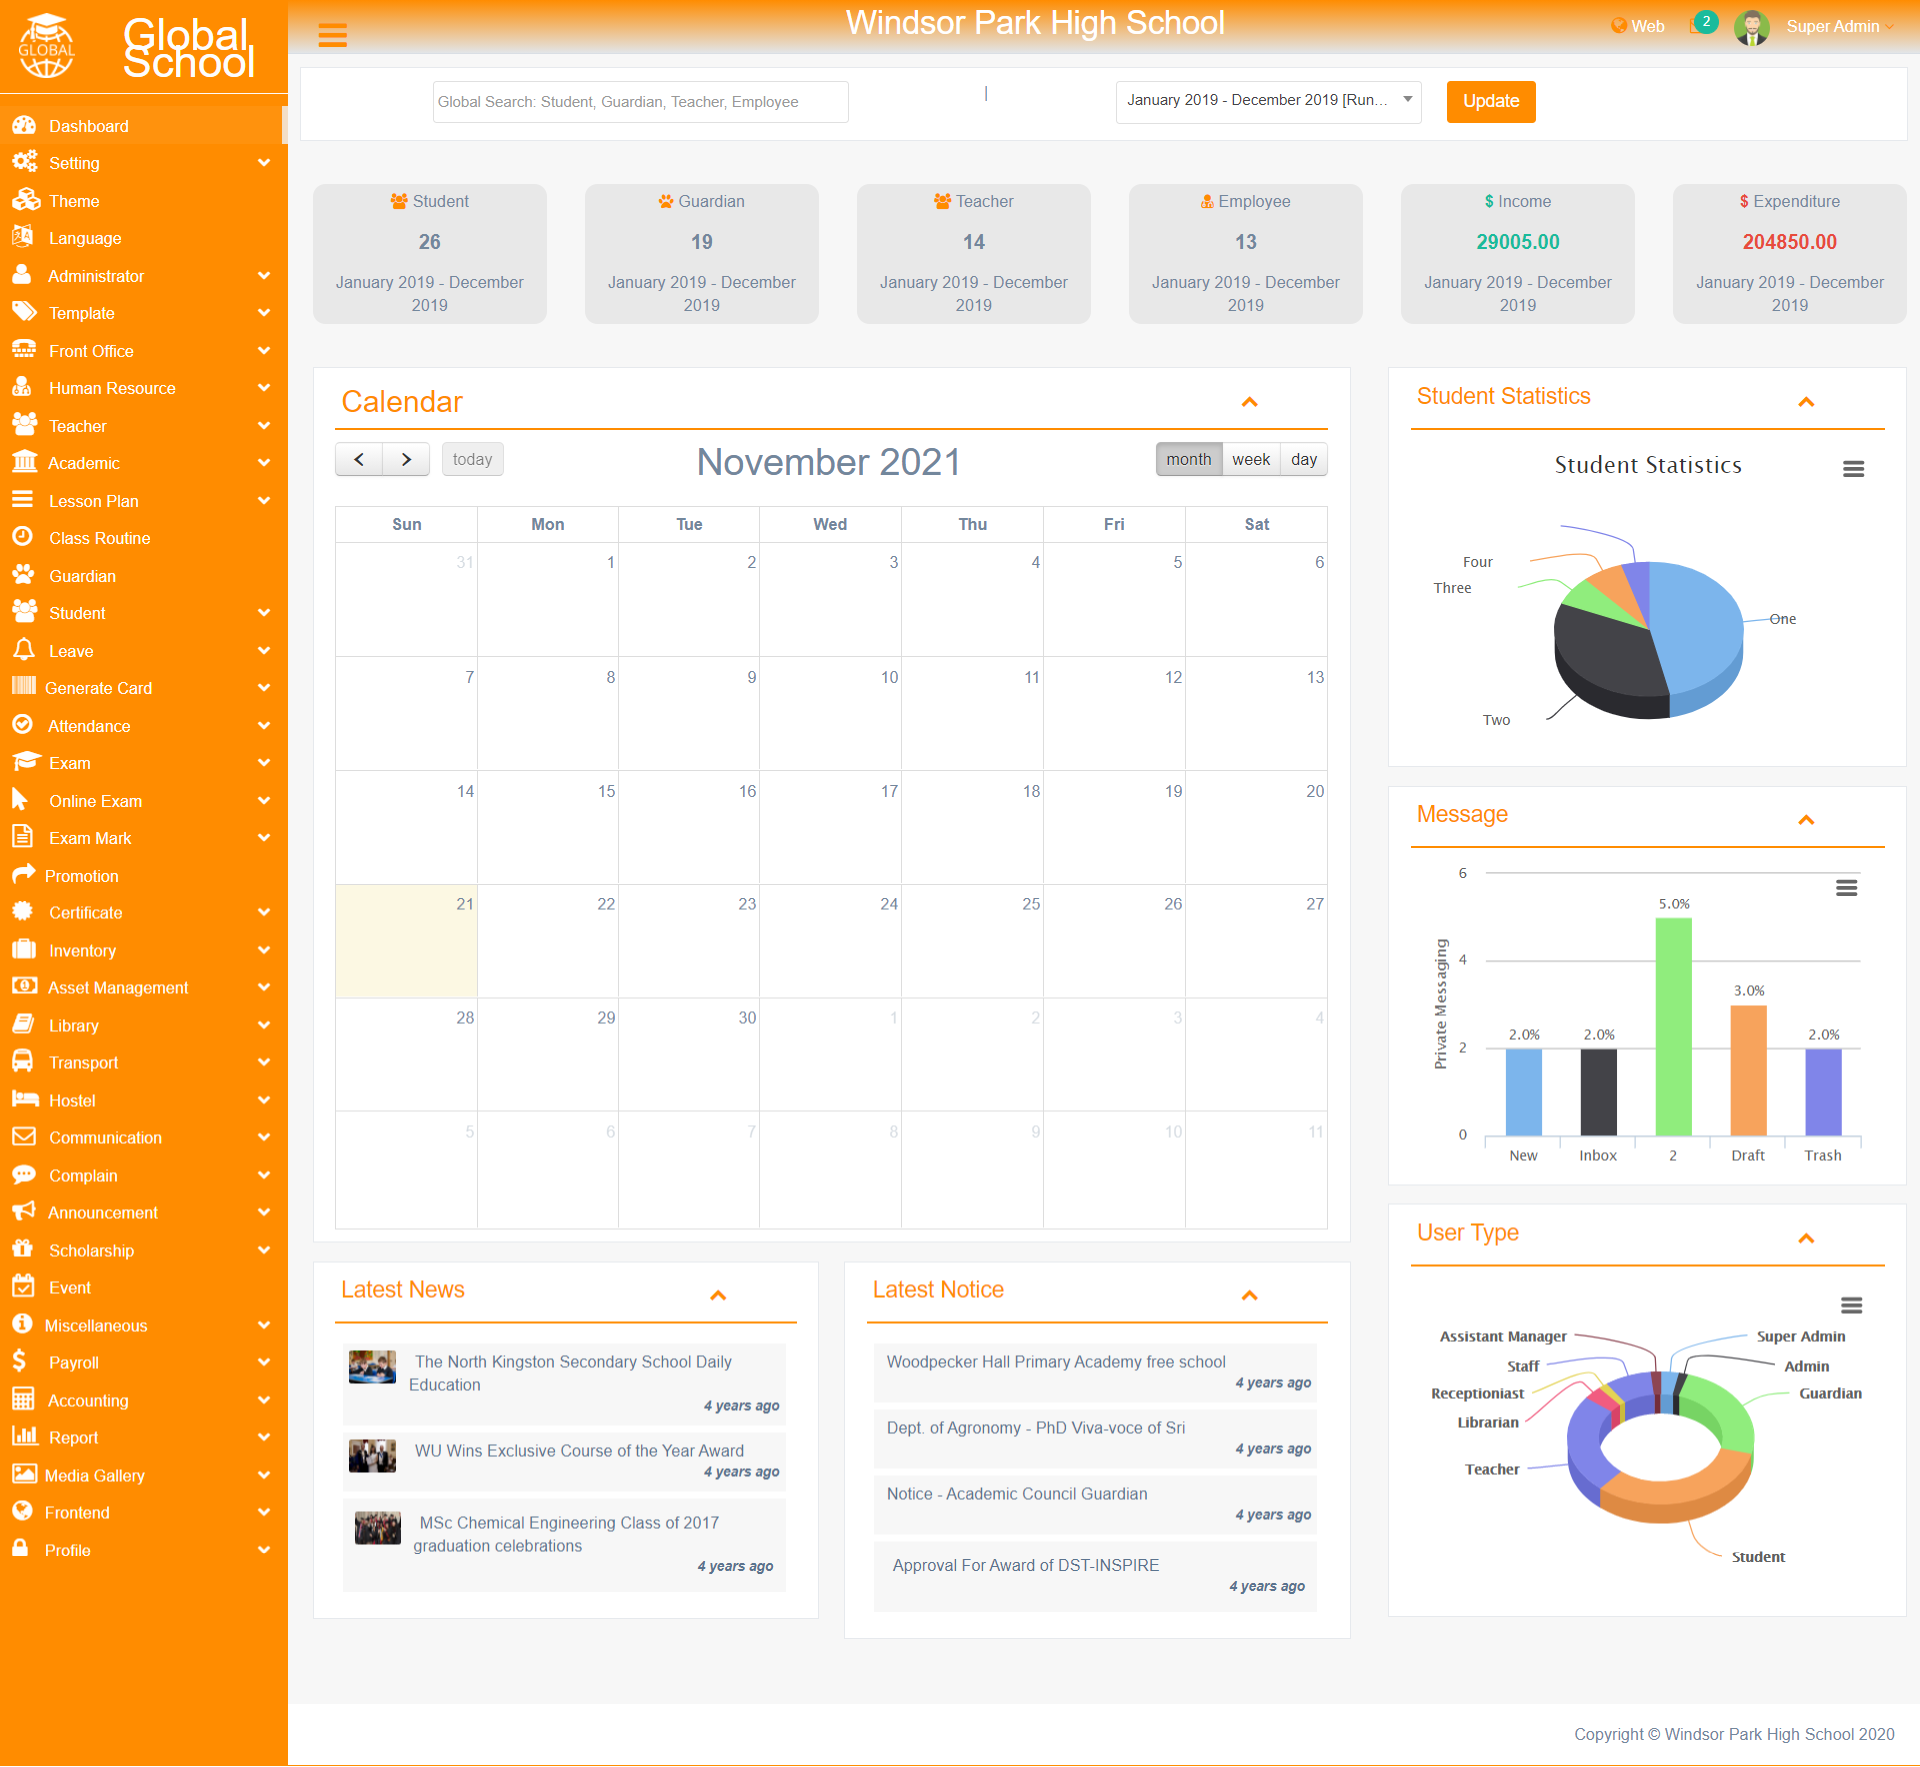 GLOBAL
Global
School
Dashboard
Setting
Theme
Language
Administrator
Template
Front Office
Human Resource
Teacher
Academic
Lesson Plan
Class Routine
Guardian
Student
Leave
Generate Card
Attendance
Exam
Online Exam
Exam Mark
Promotion
Certificate
Inventory
Asset Management
Library
Transport
Hostel
Communication
Complain
Announcement
Scholarship
Event
Miscellaneous
Payroll
Accounting
Report
Media Gallery
Frontend
Profile
Windsor Park High School
Web 2 Super Admin
Global Search: Student, Guardian, Teacher, Employee | January 2019 - December 2019 [Run... Update
Student
26
January 2019 - December
2019
Guardian
19
January 2019 - December
2019
Teacher
14
January 2019 - December
2019
Employee
13
January 2019 - December
2019
$ Income
29005.00
January 2019 - December
2019
$ Expenditure
204850.00
January 2019 - December
2019
Calendar
today November 2021 month week day
Sun Mon Tue Wed Thu Fri Sat
31 1 2 3 4 5 6
7 8 9 10 11 12 13
14 15 16 17 18 19 20
21 22 23 24 25 26 27
28 29 30 1 2 3 4
5 6 7 8 9 10 11
Student Statistics
Student Statistics
Four
Three
One
Two
Message
6
5.0%
4
3.0%
2.0% 2.0% 2.0%
2
0
Private Messaging
New Inbox 2 Draft Trash
User Type
Assistant Manager Super Admin
Staff Admin
Receptioniast Guardian
Librarian
Teacher
Student
Latest News
The North Kingston Secondary School Daily
Education
4 years ago
WU Wins Exclusive Course of the Year Award
4 years ago
MSc Chemical Engineering Class of 2017
graduation celebrations
4 years ago
Latest Notice
Woodpecker Hall Primary Academy free school
4 years ago
Dept. of Agronomy - PhD Viva-voce of Sri
4 years ago
Notice - Academic Council Guardian
4 years ago
Approval For Award of DST-INSPIRE
4 years ago
Copyright © Windsor Park High School 2020